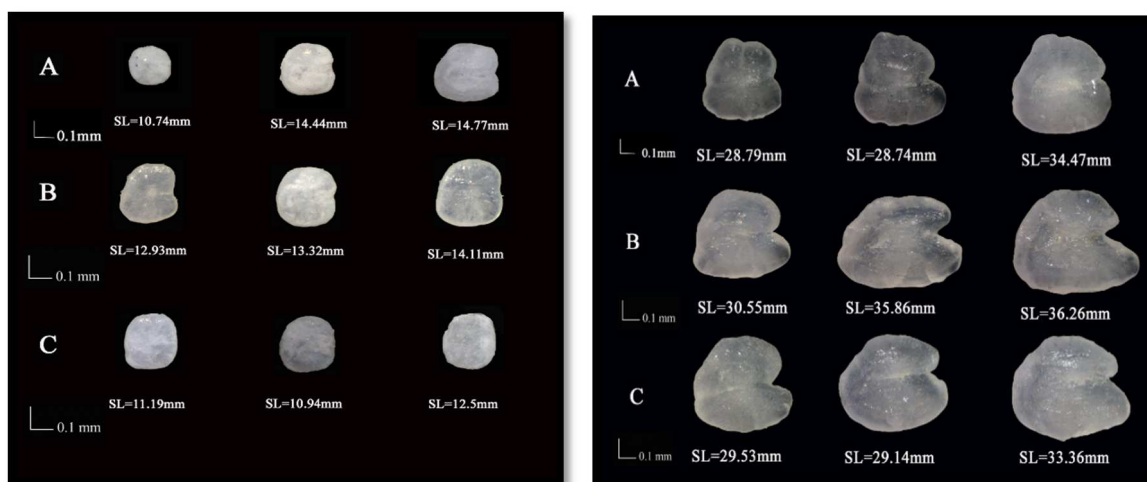 A
SL=10.74mm SL=14.44mm SL=14.77mm
0.1mm
B
SL=12.93mm SL=13.32mm SL=14.11mm
0.1 mm
C
SL=11.19mm SL=10.94mm SL=12.5mm
0.1 mm
A
0.1mm
SL=28.79mm SL=28.74mm SL=34.47mm
B
0.1 mm
SL=30.55mm SL=35.86mm SL=36.26mm
C
0.1 mm
SL=29.53mm SL=29.14mm SL=33.36mm